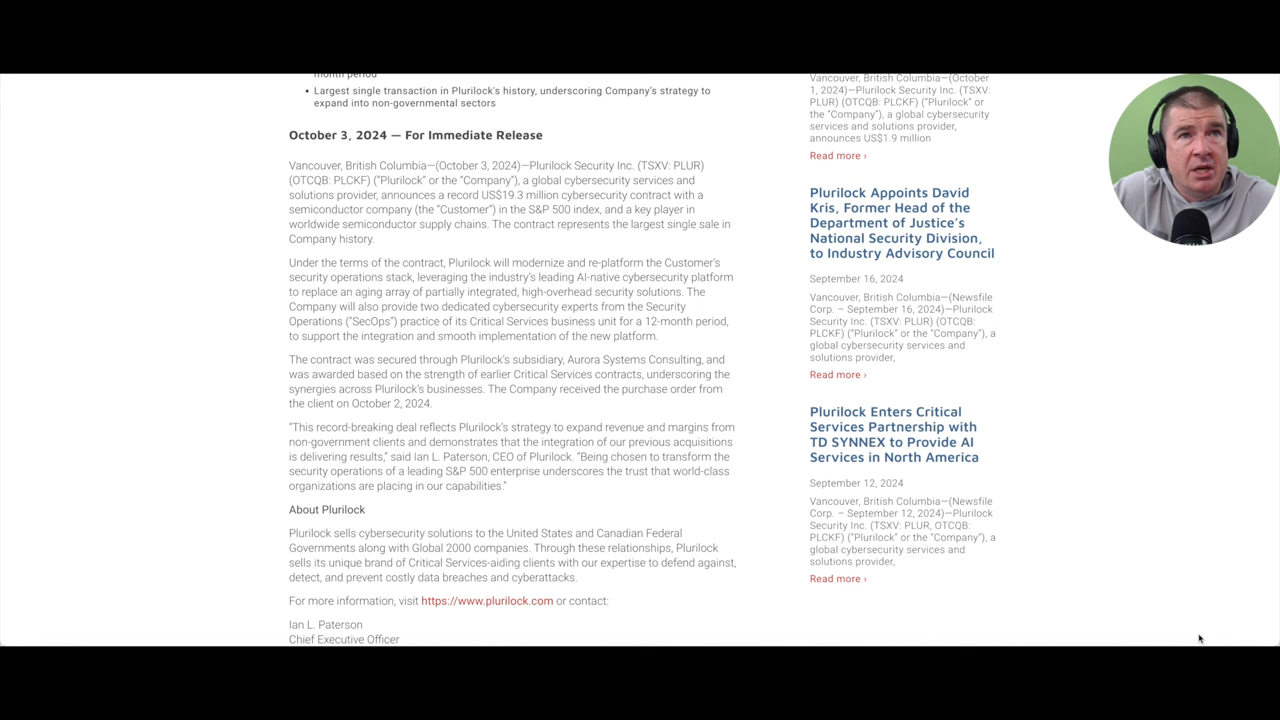 month period
• Largest single transaction in Plurilock's history, underscoring Company's strategy to
expand into non-governmental sectors
October 3, 2024 — For Immediate Release
Vancouver, British Columbia—(October 3, 2024)—Plurilock Security Inc. (TSXV: PLUR)
(OTCQB: PLCKF) ("Plurilock" or the "Company"), a global cybersecurity services and
solutions provider, announces a record US$19.3 million cybersecurity contract with a
semiconductor company (the "Customer") in the S&P 500 index, and a key player in
worldwide semiconductor supply chains. The contract represents the largest single sale in
Company history.
Under the terms of the contract, Plurilock will modernize and re-platform the Customer's
security operations stack, leveraging the industry's leading AI-native cybersecurity platform
to replace an aging array of partially integrated, high-overhead security solutions. The
Company will also provide two dedicated cybersecurity experts from the Security
Operations ("SecOps") practice of its Critical Services business unit for a 12-month period,
to support the integration and smooth implementation of the new platform.
The contract was secured through Plurilock's subsidiary, Aurora Systems Consulting, and
was awarded based on the strength of earlier Critical Services contracts, underscoring the
synergies across Plurilock's businesses. The Company received the purchase order from
the client on October 2, 2024.
"This record-breaking deal reflects Plurilock's strategy to expand revenue and margins from
non-government clients and demonstrates that the integration of our previous acquisitions
is delivering results," said Ian L. Paterson, CEO of Plurilock. "Being chosen to transform the
security operations of a leading S&P 500 enterprise underscores the trust that world-class
organizations are placing in our capabilities."
About Plurilock
Plurilock sells cybersecurity solutions to the United States and Canadian Federal
Governments along with Global 2000 companies. Through these relationships, Plurilock
sells its unique brand of Critical Services-aiding clients with our expertise to defend against,
detect, and prevent costly data breaches and cyberattacks.
For more information, visit https://www.plurilock.com or contact:
Ian L. Paterson
Chief Executive Officer
Vancouver, British Columbia—(October
1, 2024)—Plurilock Security Inc. (TSXV:
PLUR) (OTCQB: PLCKF) ("Plurilock" or
the "Company"), a global cybersecurity
services and solutions provider,
announces US$1.9 million
Read more ›
Plurilock Appoints David
Kris, Former Head of the
Department of Justice's
National Security Division,
to Industry Advisory Council
September 16, 2024
Vancouver, British Columbia—(Newsfile
Corp. – September 16, 2024)—Plurilock
Security Inc. (TSXV: PLUR) (OTCQB:
PLCKF) ("Plurilock" or the "Company"), a
global cybersecurity services and
solutions provider,
Read more ›
Plurilock Enters Critical
Services Partnership with
TD SYNNEX to Provide AI
Services in North America
September 12, 2024
Vancouver, British Columbia—(Newsfile
Corp. – September 12, 2024)—Plurilock
Security Inc. (TSXV: PLUR, OTCQB:
PLCKF) ("Plurilock" or the "Company"), a
global cybersecurity services and
solutions provider,
Read more ›